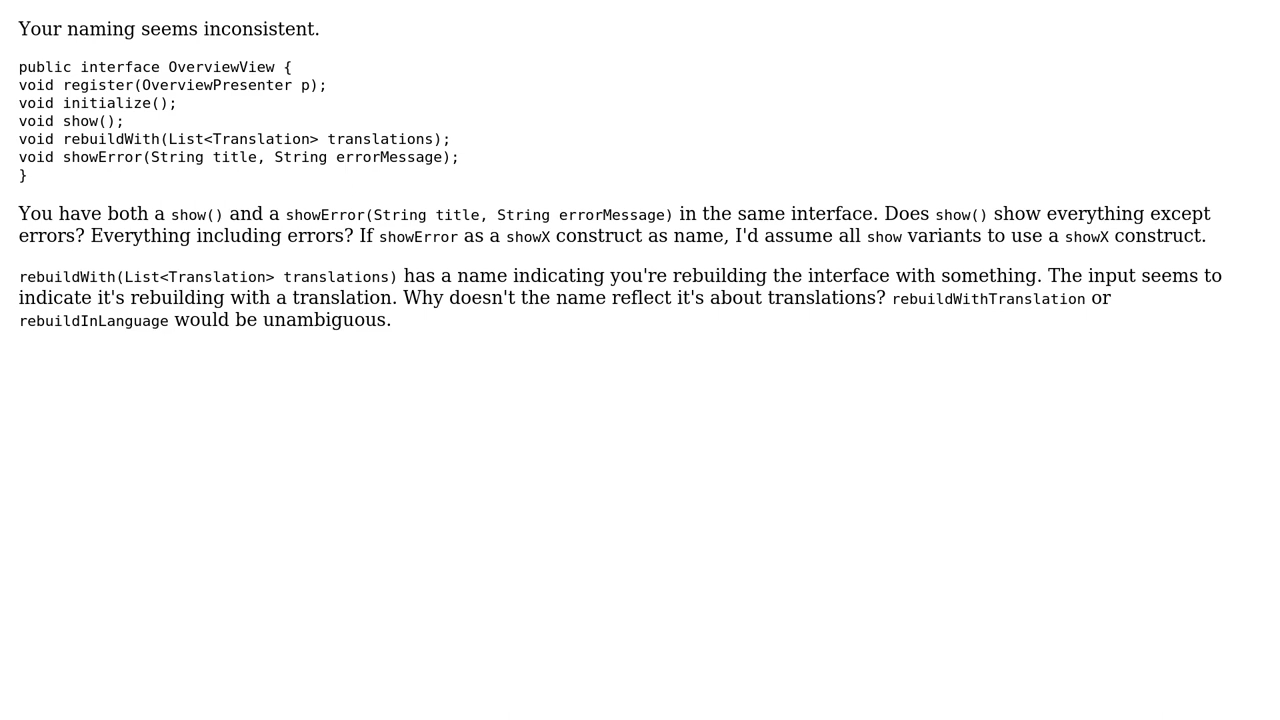 Your naming seems inconsistent.
public interface OverviewView {
void register(OverviewPresenter p);
void initialize();
void show();
void rebuildWith(List<Translation> translations);
void showError(String title, String errorMessage);
}
You have both a show() and a showError(String title, String errorMessage) in the same interface. Does show() show everything except
errors? Everything including errors? If showError as a showX construct as name, I'd assume all show variants to use a showX construct.
rebuildWith(List<Translation> translations) has a name indicating you're rebuilding the interface with something. The input seems to
indicate it's rebuilding with a translation. Why doesn't the name reflect it's about translations? rebuildWithTranslation or
rebuildInLanguage would be unambiguous.